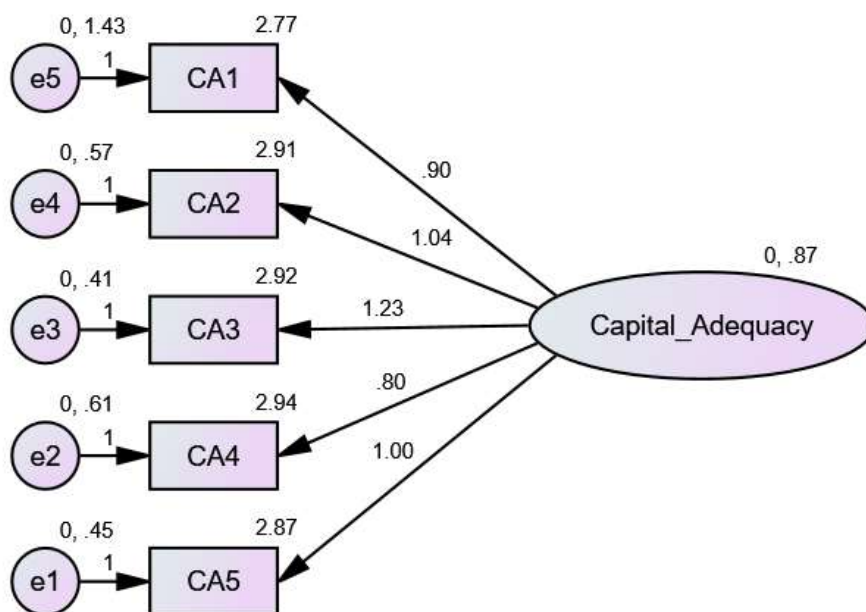 0, 1.43
2.77
e5
1
CA1
0, .57
2.91
e4
1
CA2
.90
1.04
0, .41
2.92
e3
1
CA3
1.23
0, .87
Capital_Adequacy
0, .61
2.94
e2
1
CA4
.80
1.00
0, .45
2.87
e1
1
CA5